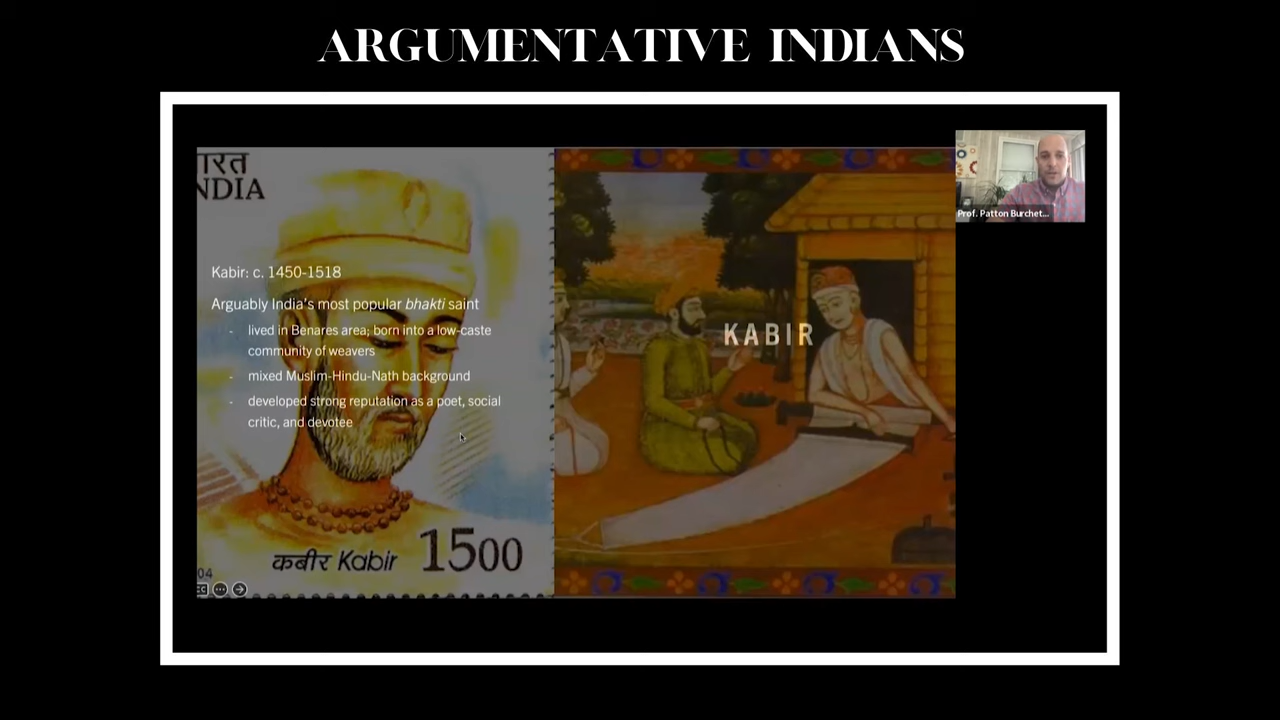 ARGUMENTATIVE INDIANS
ारत
NDIA
Kabir: c. 1450-1518
Arguably India's most popular bhakti saint
- lived in Benares area; born into a low-caste
community of weavers
- mixed Muslim-Hindu-Nath background
- developed strong reputation as a poet, social
critic, and devotee
कबीर Kabir 1500
04
CC
KABIR
Prof. Patton Burchet...